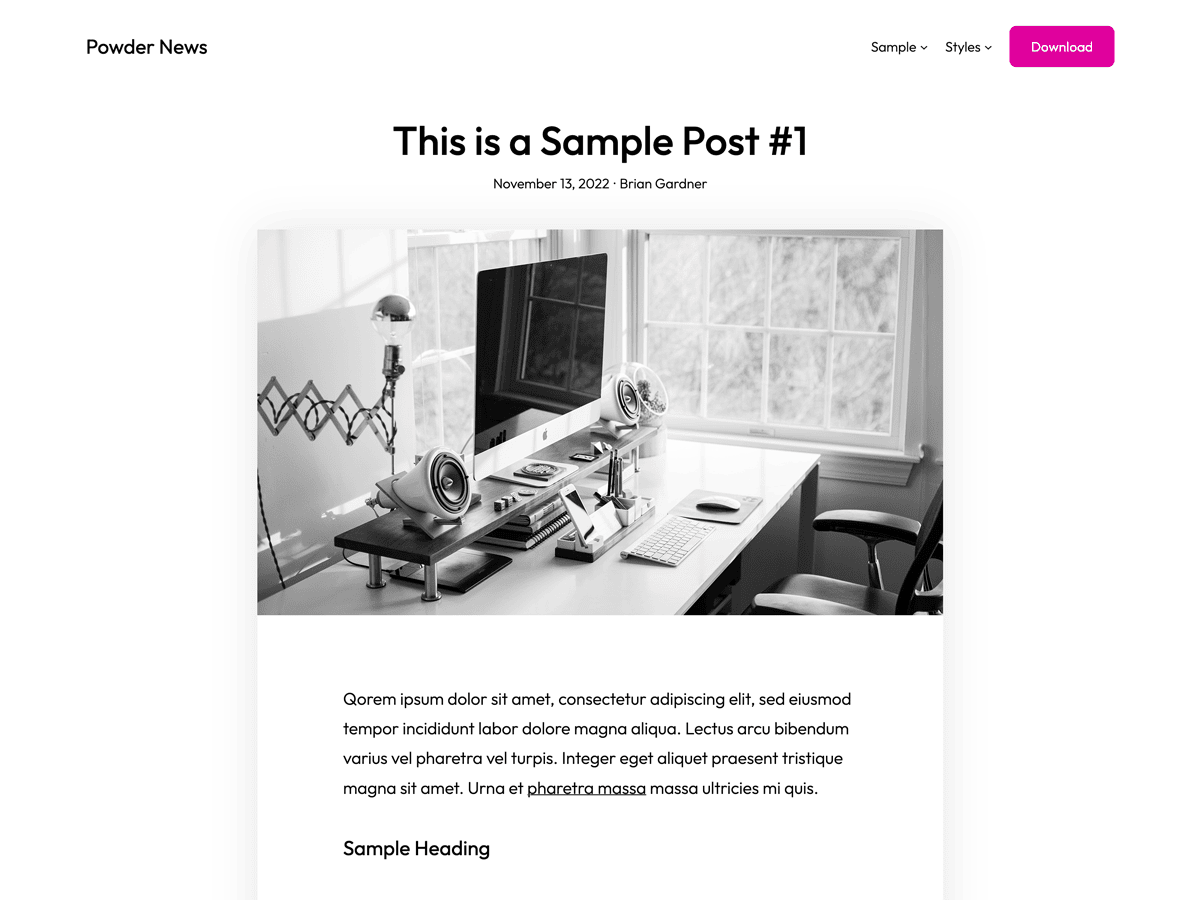 Powder News
Sample
Styles
Download
This is a Sample Post #1
November 13, 2022 · Brian Gardner
Qorem ipsum dolor sit amet, consectetur adipiscing elit, sed eiusmod
tempor incididunt labor dolore magna aliqua. Lectus arcu bibendum
varius vel pharetra vel turpis. Integer eget aliquet praesent tristique
magna sit amet. Urna et pharetra massa massa ultricies mi quis.
Sample Heading